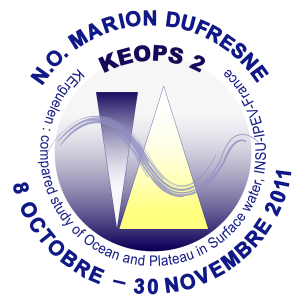 N.O. MARION DUFRESNE
KEOPS 2
KErguelen : compared study of Ocean and Plateau in Surface water, INSU-IPEV-France
8 OCTOBRE – 30 NOVEMBRE 2011